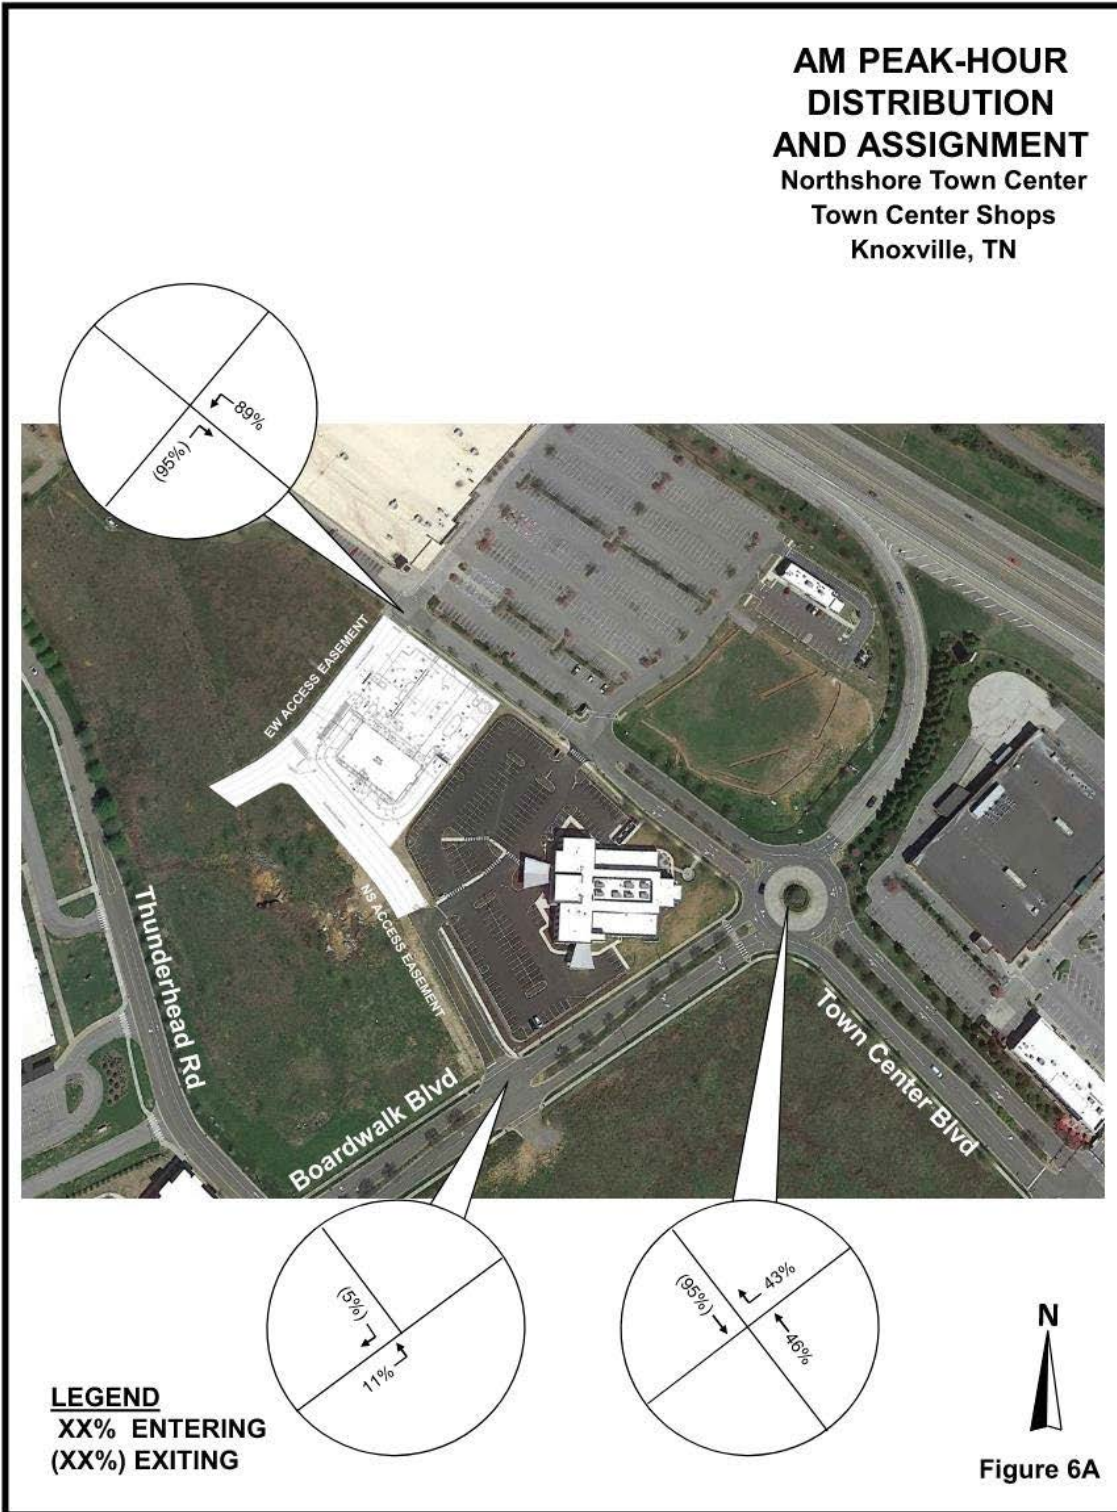 AM PEAK-HOUR
DISTRIBUTION
AND ASSIGNMENT
Northshore Town Center
Town Center Shops
Knoxville, TN
89%
(95%)
EW ACCESS EASEMENT
NS ACCESS EASEMENT
Thunderhead Rd
Boardwalk Blvd
Town Center Blvd
(5%)
11%
(95%)
43%
46%
N
LEGEND
XX% ENTERING
(XX%) EXITING
Figure 6A